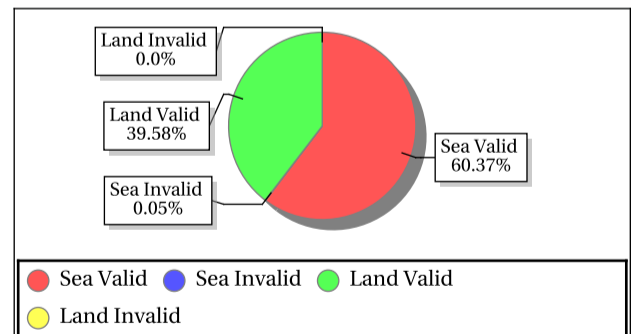 Land Invalid
0.0%
Land Valid
39.58%
Sea Valid
60.37%
Sea Invalid
0.05%
Sea Valid Sea Invalid Land Valid
Land Invalid